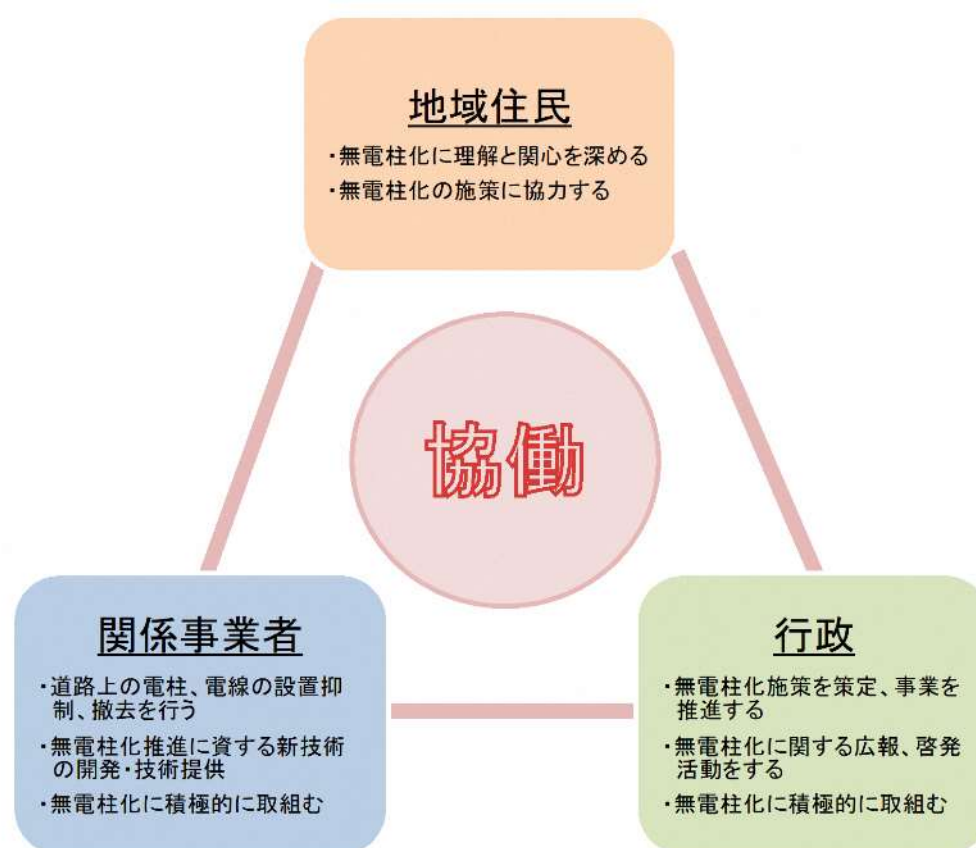 地域住民
・無電柱化に理解と関心を深める
・無電柱化の施策に協力する
協働
関係事業者
・道路上の電柱、電線の設置抑
制、撤去を行う
・無電柱化推進に資する新技術
の開発・技術提供
・無電柱化に積極的に取組む
行政
・無電柱化施策を策定、事業を
推進する
・無電柱化に関する広報、啓発
活動をする
・無電柱化に積極的に取組む